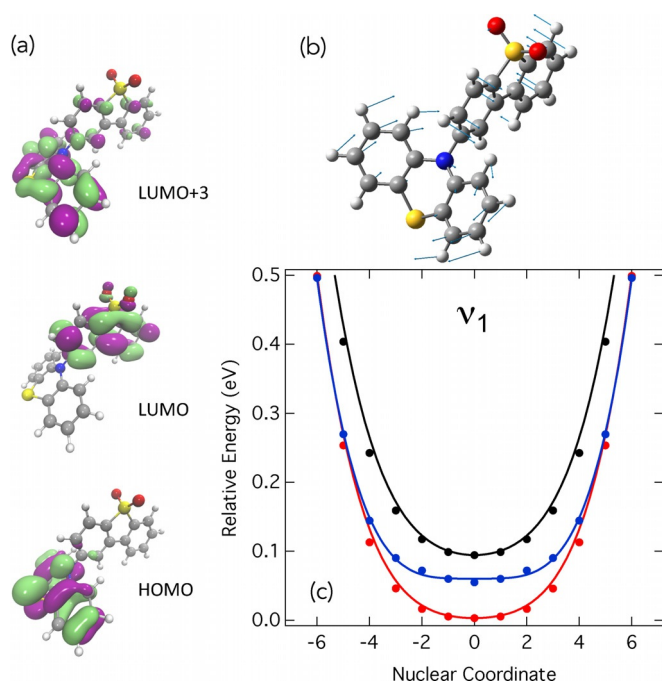 (a)
LUMO+3
LUMO
HOMO
(b)
ν1
(c)
Relative Energy (eV)
0.5
0.4
0.3
0.2
0.1
0.0
-6 -4 -2 0 2 4 6
Nuclear Coordinate